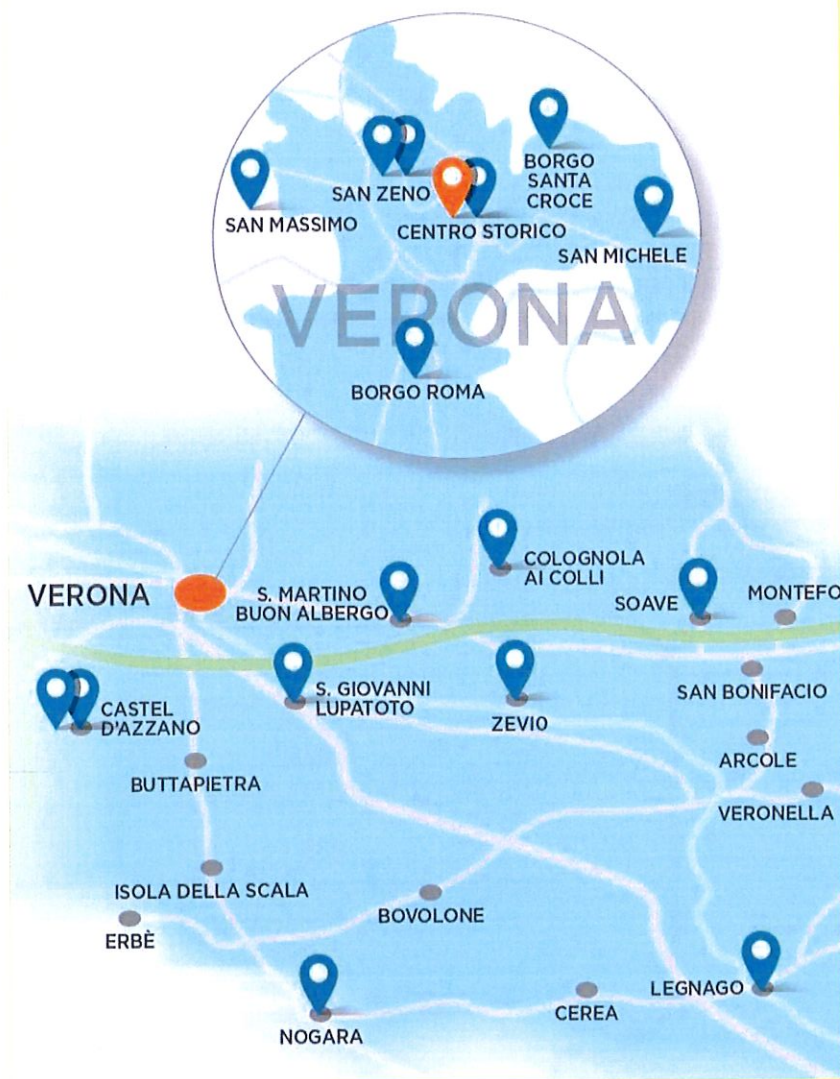 BORGO
SANTA
CROCE
SAN ZENO
SAN MASSIMO
CENTRO STORICO
SAN MICHELE
VERONA
BORGO ROMA
COLOGNOLA
AI COLLI
VERONA
S. MARTINO
BUON ALBERGO
SOAVE
MONTEFO
S. GIOVANNI
LUPATOTO
SAN BONIFACIO
CASTEL
D'AZZANO
ZEVIO
ARCOLE
BUTTAPIETRA
VERONELLA
ISOLA DELLA SCALA
BOVOLONE
ERBÈ
LEGNAGO
CEREA
NOGARA